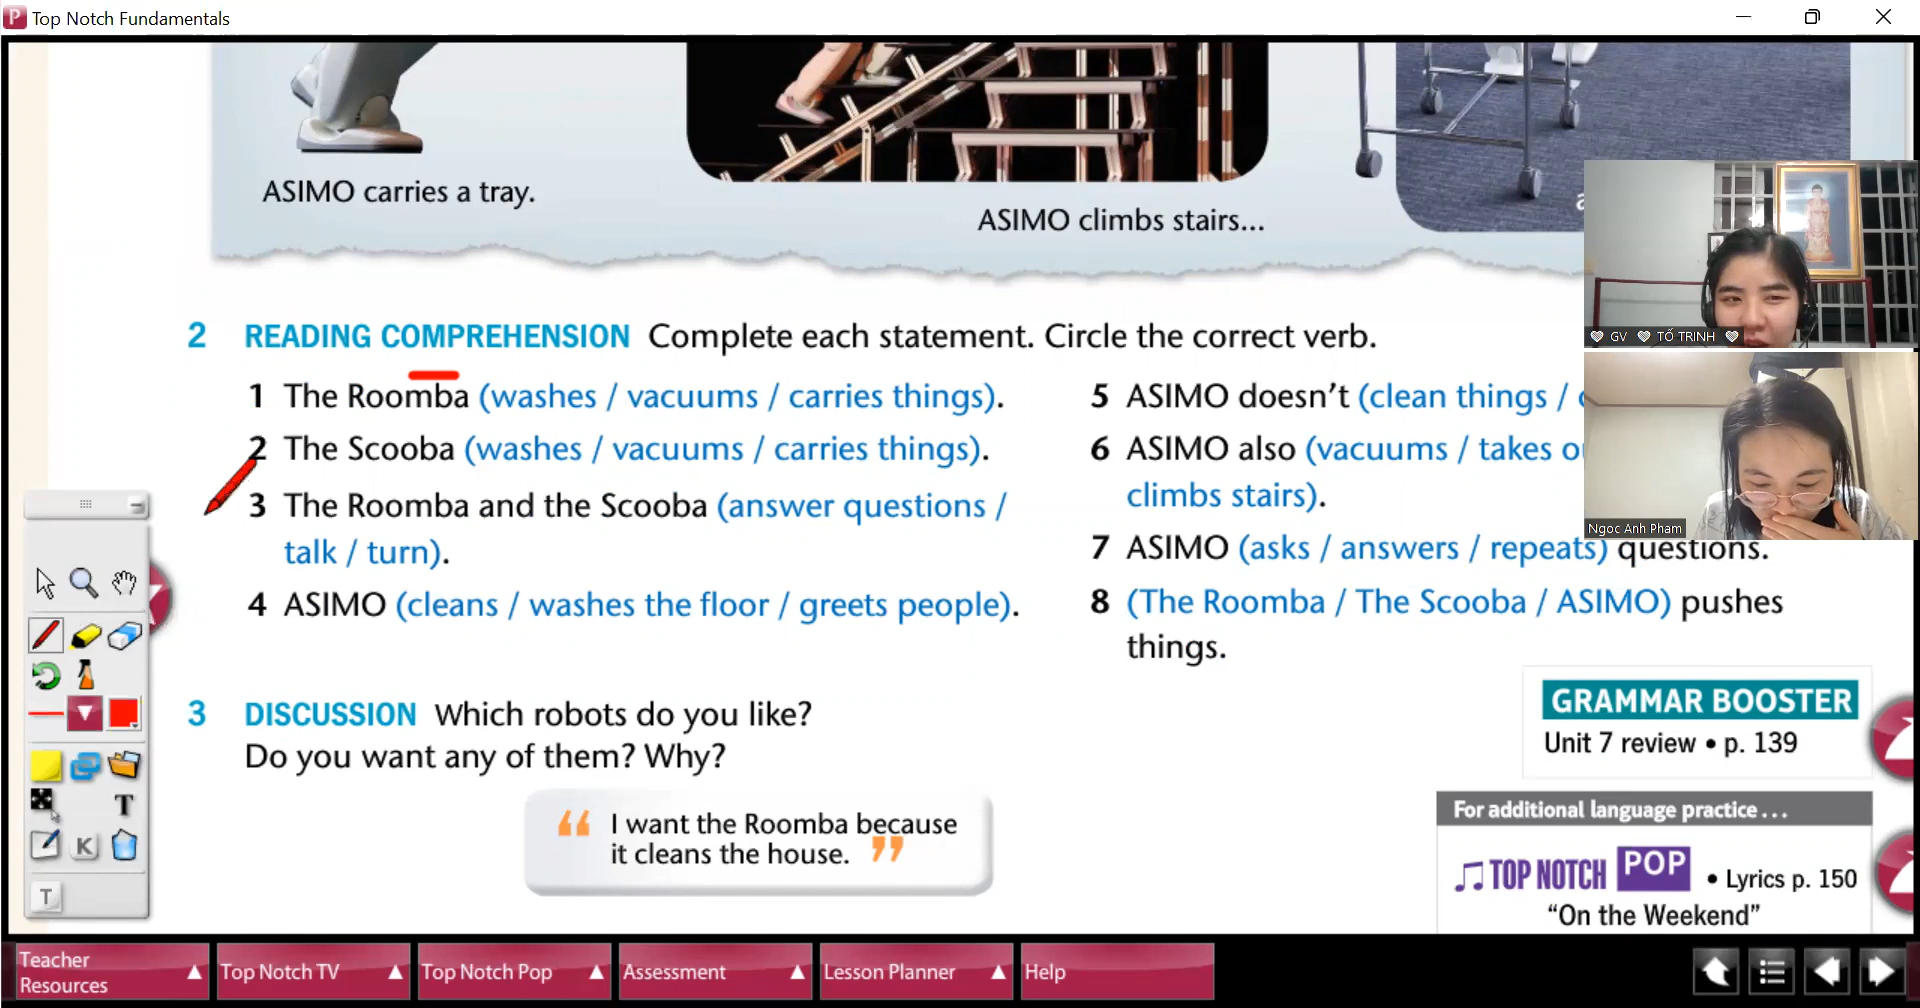 Top Notch Fundamentals
ASIMO carries a tray.
ASIMO climbs stairs...
GV TỐ TRINH
2 READING COMPREHENSION Complete each statement. Circle the correct verb.
1 The Roomba (washes / vacuums / carries things).
2 The Scooba (washes / vacuums / carries things).
3 The Roomba and the Scooba (answer questions /
talk / turn).
4 ASIMO (cleans / washes the floor / greets people).
5 ASIMO doesn't (clean things /
6 ASIMO also (vacuums / takes
climbs stairs).
Ngoc Anh Pham
7 ASIMO (asks / answers / repeats) questions.
8 (The Roomba / The Scooba / ASIMO) pushes
things.
3 DISCUSSION Which robots do you like?
Do you want any of them? Why?
“ I want the Roomba because
it cleans the house. ”
GRAMMAR BOOSTER
Unit 7 review • p. 139
For additional language practice...
TOP NOTCH POP • Lyrics p. 150
“On the Weekend”
T
K
T
Teacher
Resources
Top Notch TV
Top Notch Pop
Assessment
Lesson Planner
Help